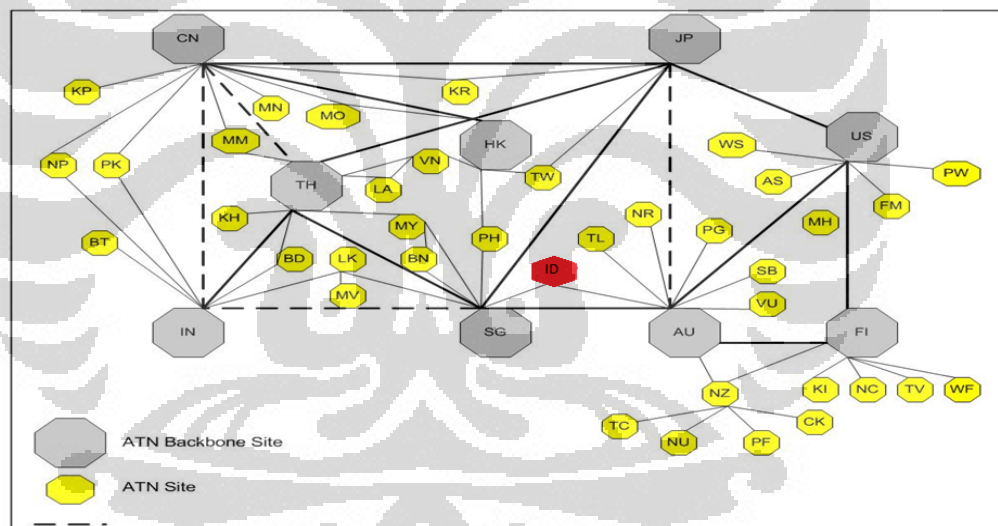 CN
JP
KP
MN
MO
KR
MM
HK
US
WS
PW
NP
PK
TH
VN
LA
TW
AS
FM
KH
MY
PH
TL
NR
PG
MH
BT
BD
LK
BN
ID
SB
MV
VU
IN
SG
AU
FI
NZ
KI
NC
TV
WF
TC
NU
PF
CK
ATN Backbone Site
ATN Site